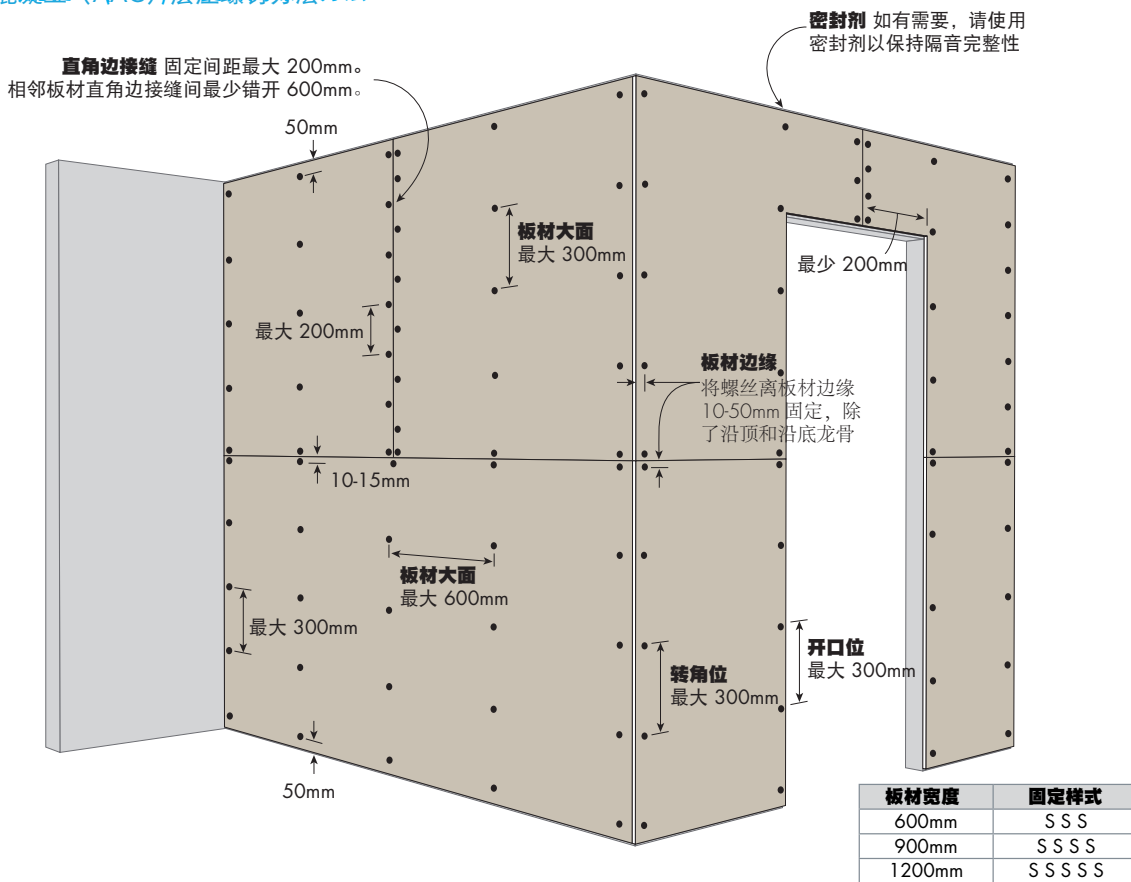 密封剂 如有需要，请使用
密封剂以保持隔音完整性
直角边接缝 固定间距最大 200mm。
相邻板材直角边接缝间最少错开 600mm。
50mm
板材大面
最大 300mm
最少 200mm
最大 200mm
板材边缘
将螺丝离板材边缘
10-50mm 固定，除
了沿顶和沿底龙骨
10-15mm
板材大面
最大 600mm
最大 300mm
转角位
最大 300mm
开口位
最大 300mm
50mm
板材宽度 固定样式
600mm S S S
900mm S S S S
1200mm S S S S S